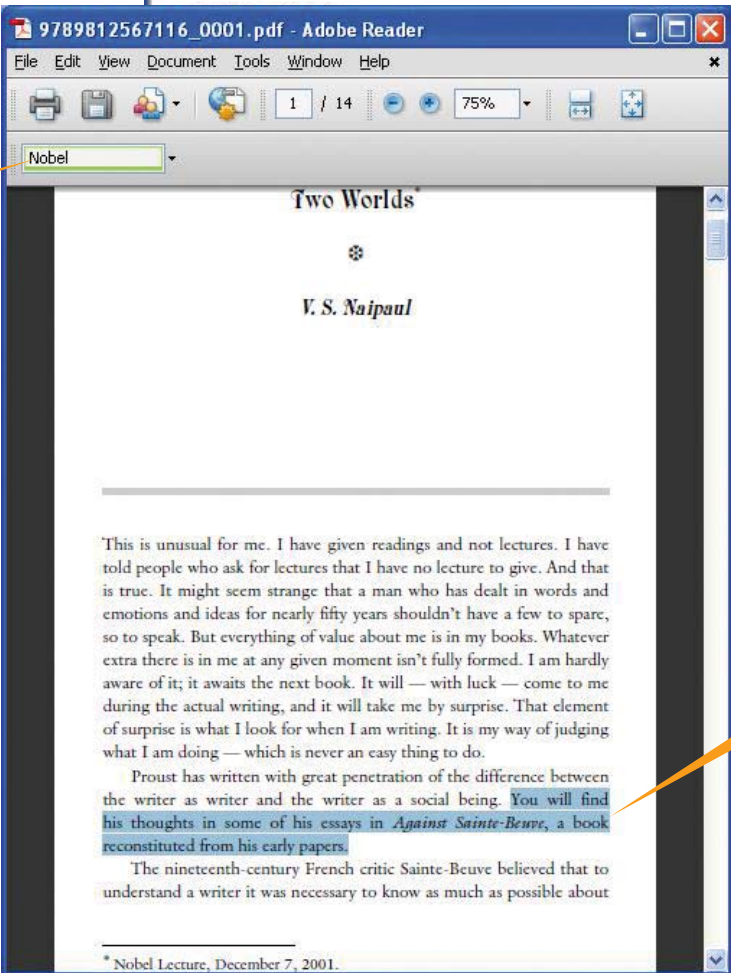 9789812567116_0001.pdf - Adobe Reader
File Edit View Document Tools Window Help
1 / 14 75%
Nobel
Two Worlds*
V. S. Naipaul
This is unusual for me. I have given readings and not lectures. I have
told people who ask for lectures that I have no lecture to give. And that
is true. It might seem strange that a man who has dealt in words and
emotions and ideas for nearly fifty years shouldn't have a few to spare,
so to speak. But everything of value about me is in my books. Whatever
extra there is in me at any given moment isn't fully formed. I am hardly
aware of it; it awaits the next book. It will — with luck — come to me
during the actual writing, and it will take me by surprise. That element
of surprise is what I look for when I am writing. It is my way of judging
what I am doing — which is never an easy thing to do.
Proust has written with great penetration of the difference between
the writer as writer and the writer as a social being. You will find
his thoughts in some of his essays in Against Sainte-Beuve, a book
reconstituted from his early papers.
The nineteenth-century French critic Sainte-Beuve believed that to
understand a writer it was necessary to know as much as possible about
* Nobel Lecture, December 7, 2001.